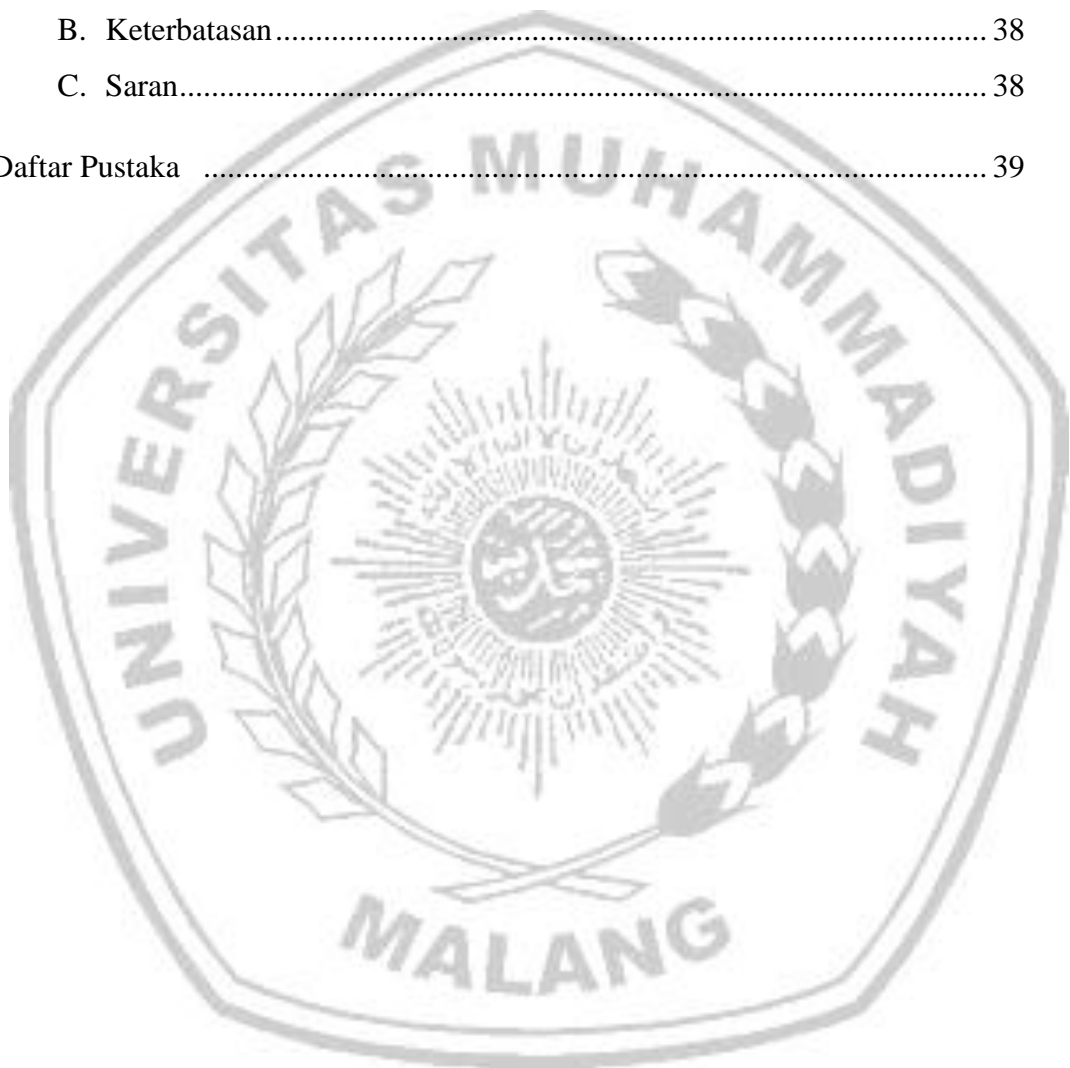 B. Keterbatasan........................................................................................... 38
C. Saran....................................................................................................... 38
Daftar Pustaka .................................................................................................... 39
UNIVERSITAS MUHAMMADIYAH
MALANG